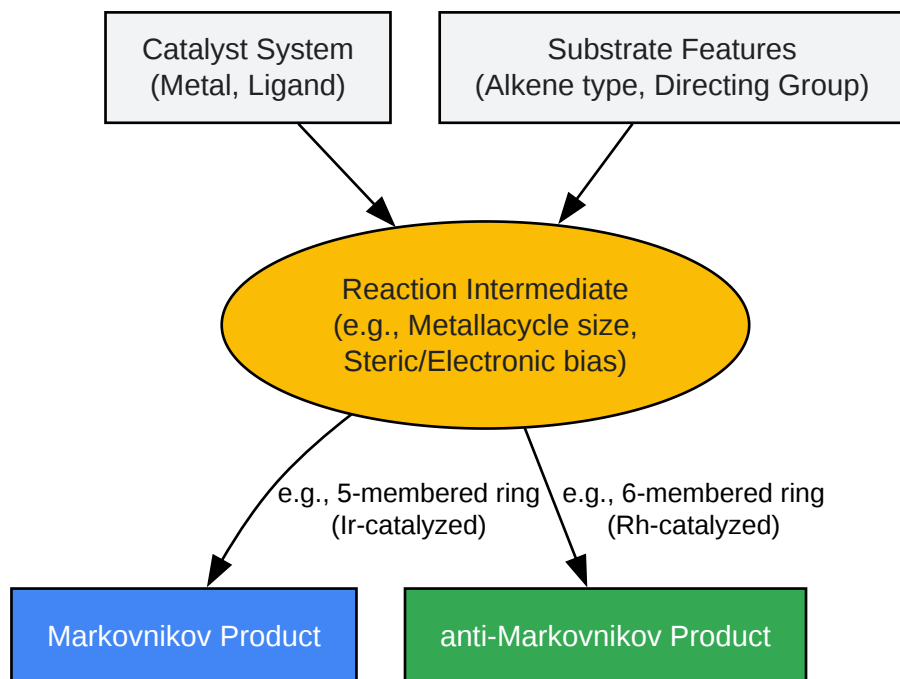 Catalyst System
(Metal, Ligand)
Substrate Features
(Alkene type, Directing Group)
Reaction Intermediate
(e.g., Metallacycle size,
Steric/Electronic bias)
e.g., 5-membered ring
(Ir-catalyzed)
e.g., 6-membered ring
(Rh-catalyzed)
Markovnikov Product
anti-Markovnikov Product